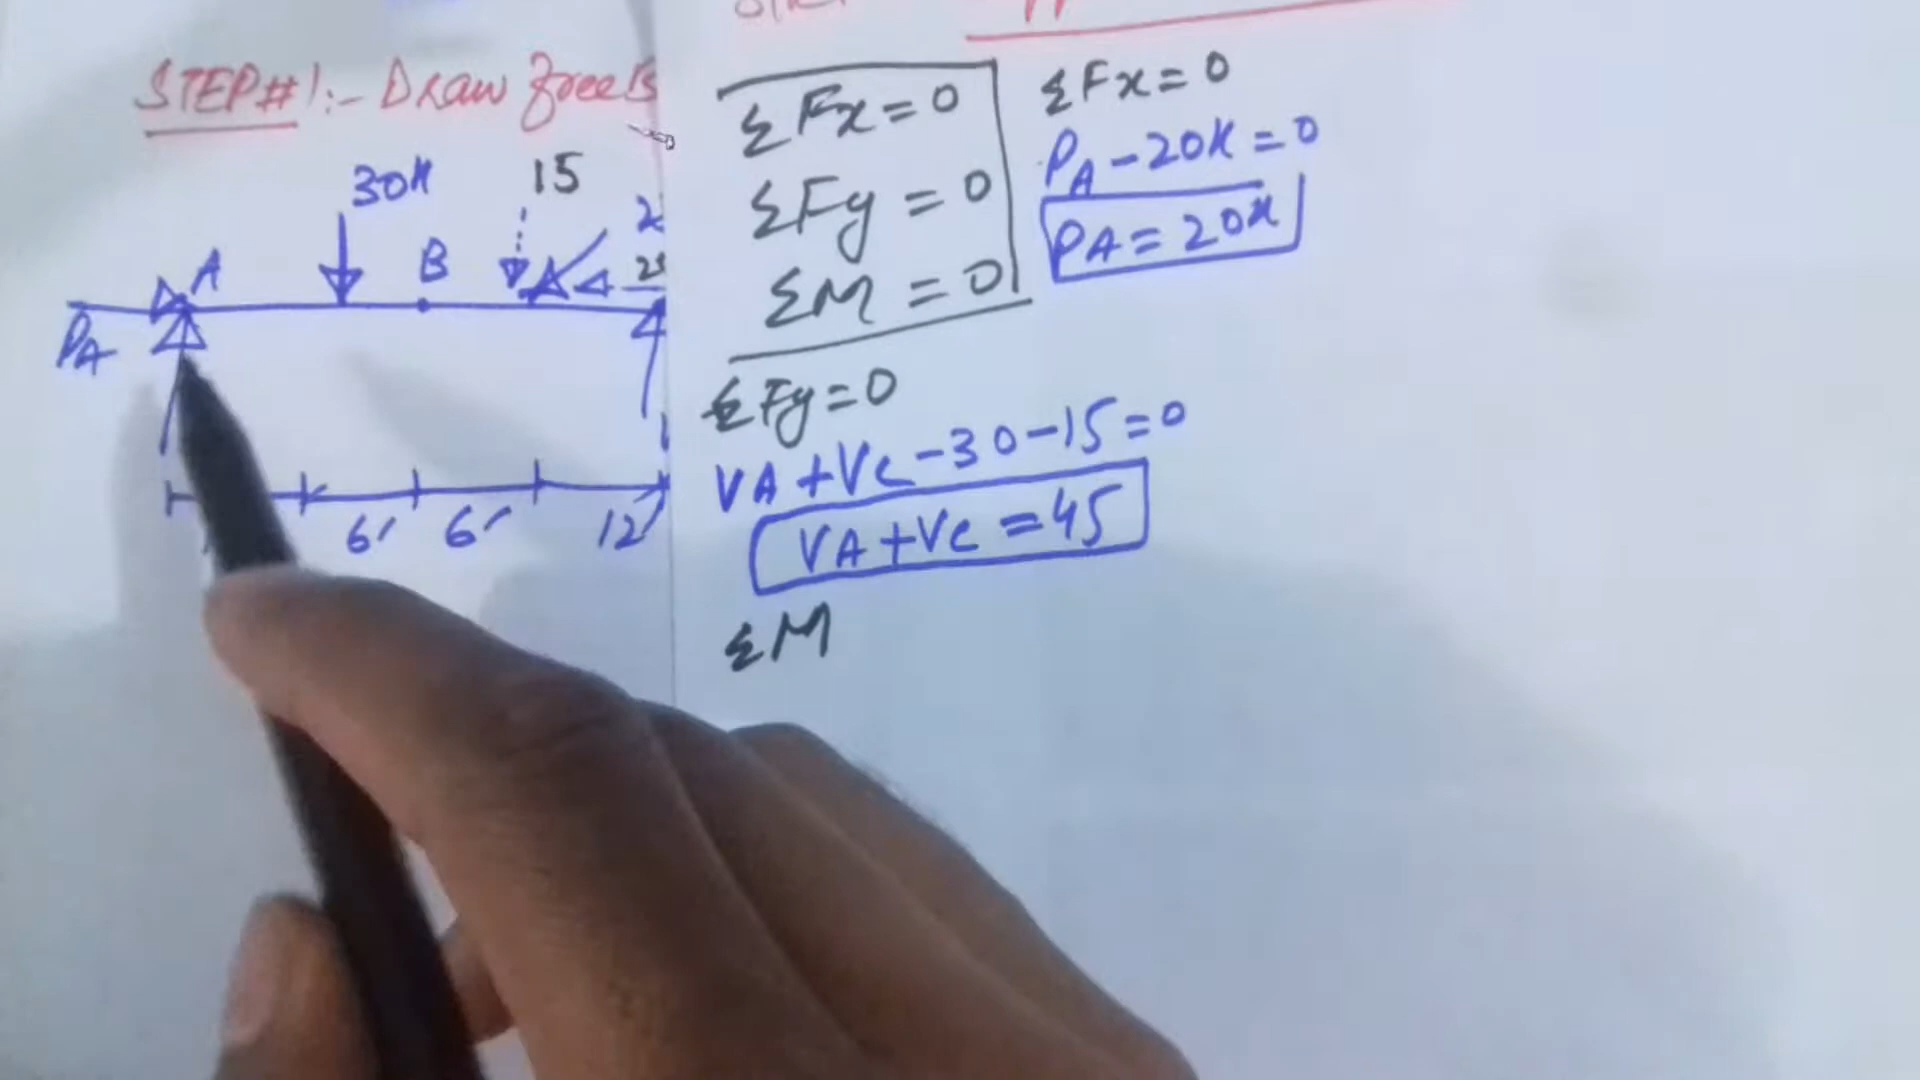 STEP#1:- Draw free B
30K
15
A
B
PA
6'
6'
12'
ΣFx=0
ΣFy=0
ΣM=0
ΣFx=0
PA-20K=0
PA=20K
ΣFy=0
VA+VC-30-15=0
VA+VC=45
ΣM